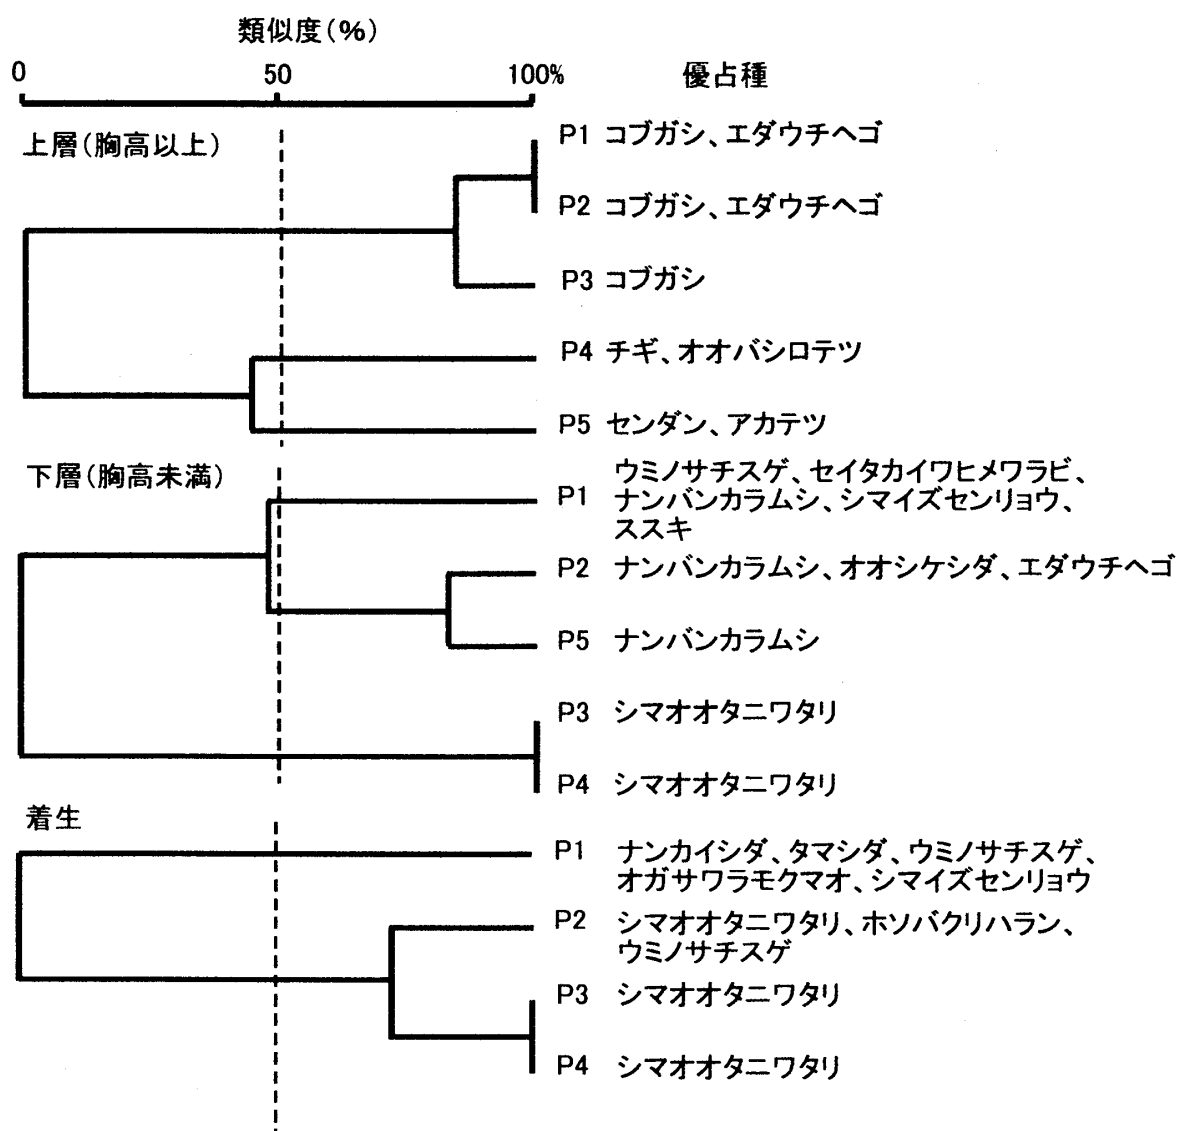 類似度(%)
0 50 100% 優占種
上層(胸高以上)
P1 コブガシ、エダウチヘゴ
P2 コブガシ、エダウチヘゴ
P3 コブガシ
P4 チギ、オオバシロテツ
P5 センダン、アカテツ
下層(胸高未満)
P1 ウミノサチスゲ、セイタカイワヒメワラビ、
ナンバンカラムシ、シマイズセンリョウ、
ススキ
P2 ナンバンカラムシ、オオシケシダ、エダウチヘゴ
P5 ナンバンカラムシ
P3 シマオオタニワタリ
P4 シマオオタニワタリ
着生
P1 ナンカイシダ、タマシダ、ウミノサチスゲ、
オガサワラモクマオ、シマイズセンリョウ
P2 シマオオタニワタリ、ホソバクリハラン、
ウミノサチスゲ
P3 シマオオタニワタリ
P4 シマオオタニワタリ